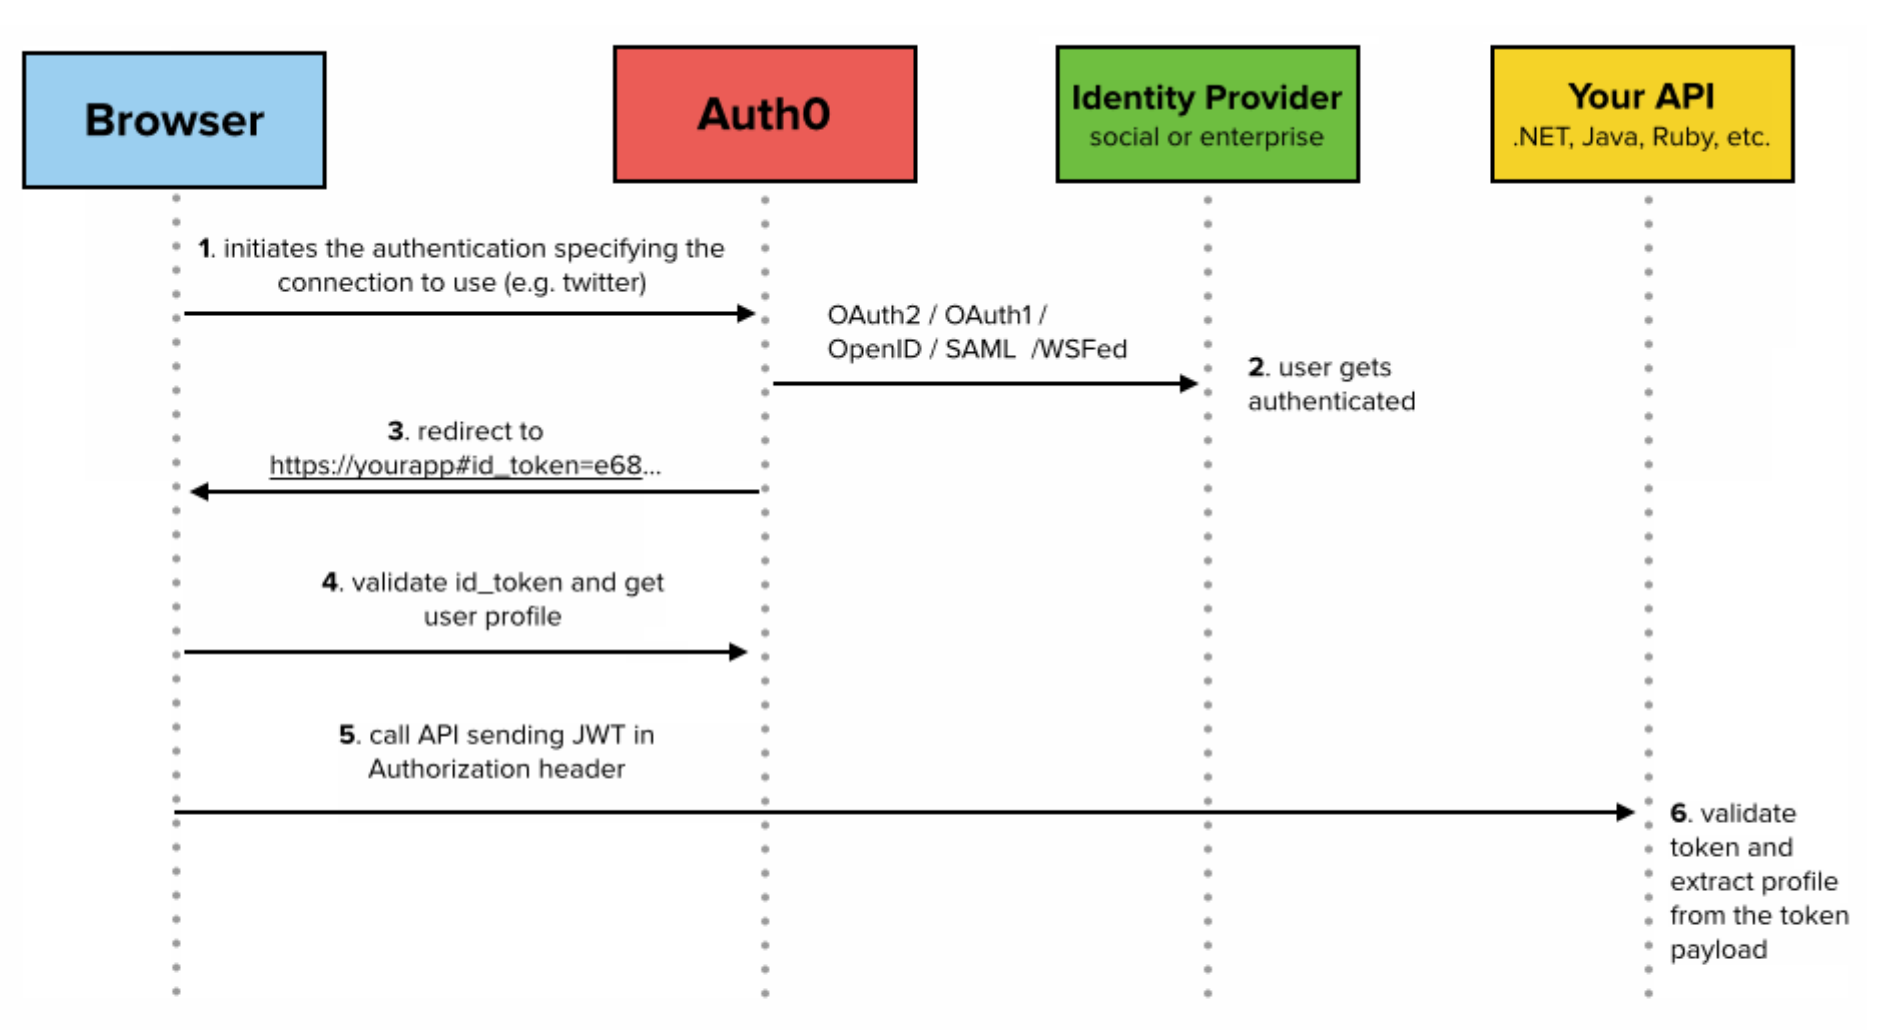 Browser
Auth0
Identity Provider
social or enterprise
Your API
.NET, Java, Ruby, etc.
1. initiates the authentication specifying the
connection to use (e.g. twitter)
OAuth2 / OAuth1 /
OpenID / SAML  /WSFed
2. user gets
authenticated
3. redirect to
https://yourapp#id_token=e68...
4. validate id_token and get
user profile
5. call API sending JWT in
Authorization header
6. validate
token and
extract profile
from the token
payload